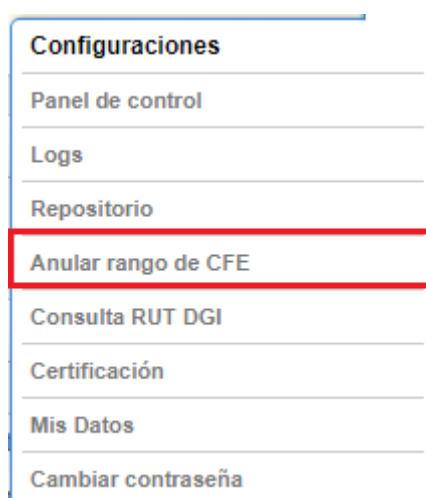 Configuraciones
Panel de control
Logs
Repositorio
Anular rango de CFE
Consulta RUT DGI
Certificación
Mis Datos
Cambiar contraseña